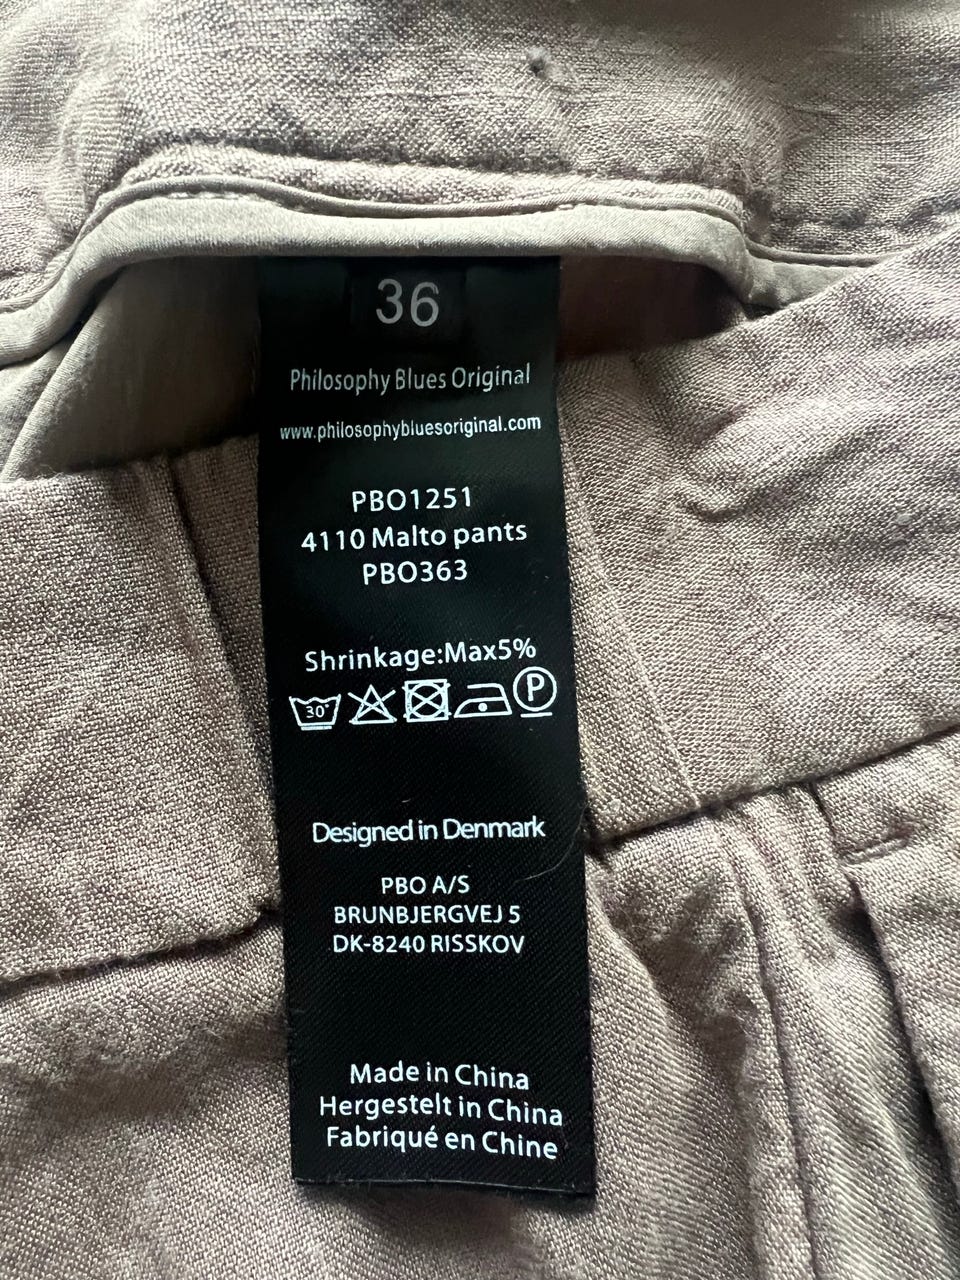 36
Philosophy Blues Original
www.philosophybluesoriginal.com
PBO1251
4110 Malto pants
PBO363
Shrinkage:Max5%
30° P
Designed in Denmark
PBO A/S
BRUNBJERGVEJ 5
DK-8240 RISSKOV
Made in China
Hergestelt in China
Fabriqué en Chine